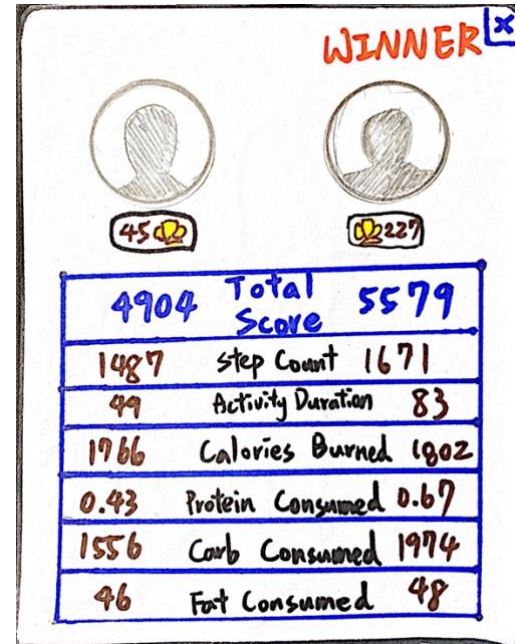 WINNER X
45 227
4904 Total Score 5579
1487 Step Count 1671
49 Activity Duration 83
1766 Calories Burned 1802
0.43 Protein Consumed 0.67
1556 Carb Consumed 1974
46 Fat Consumed 48